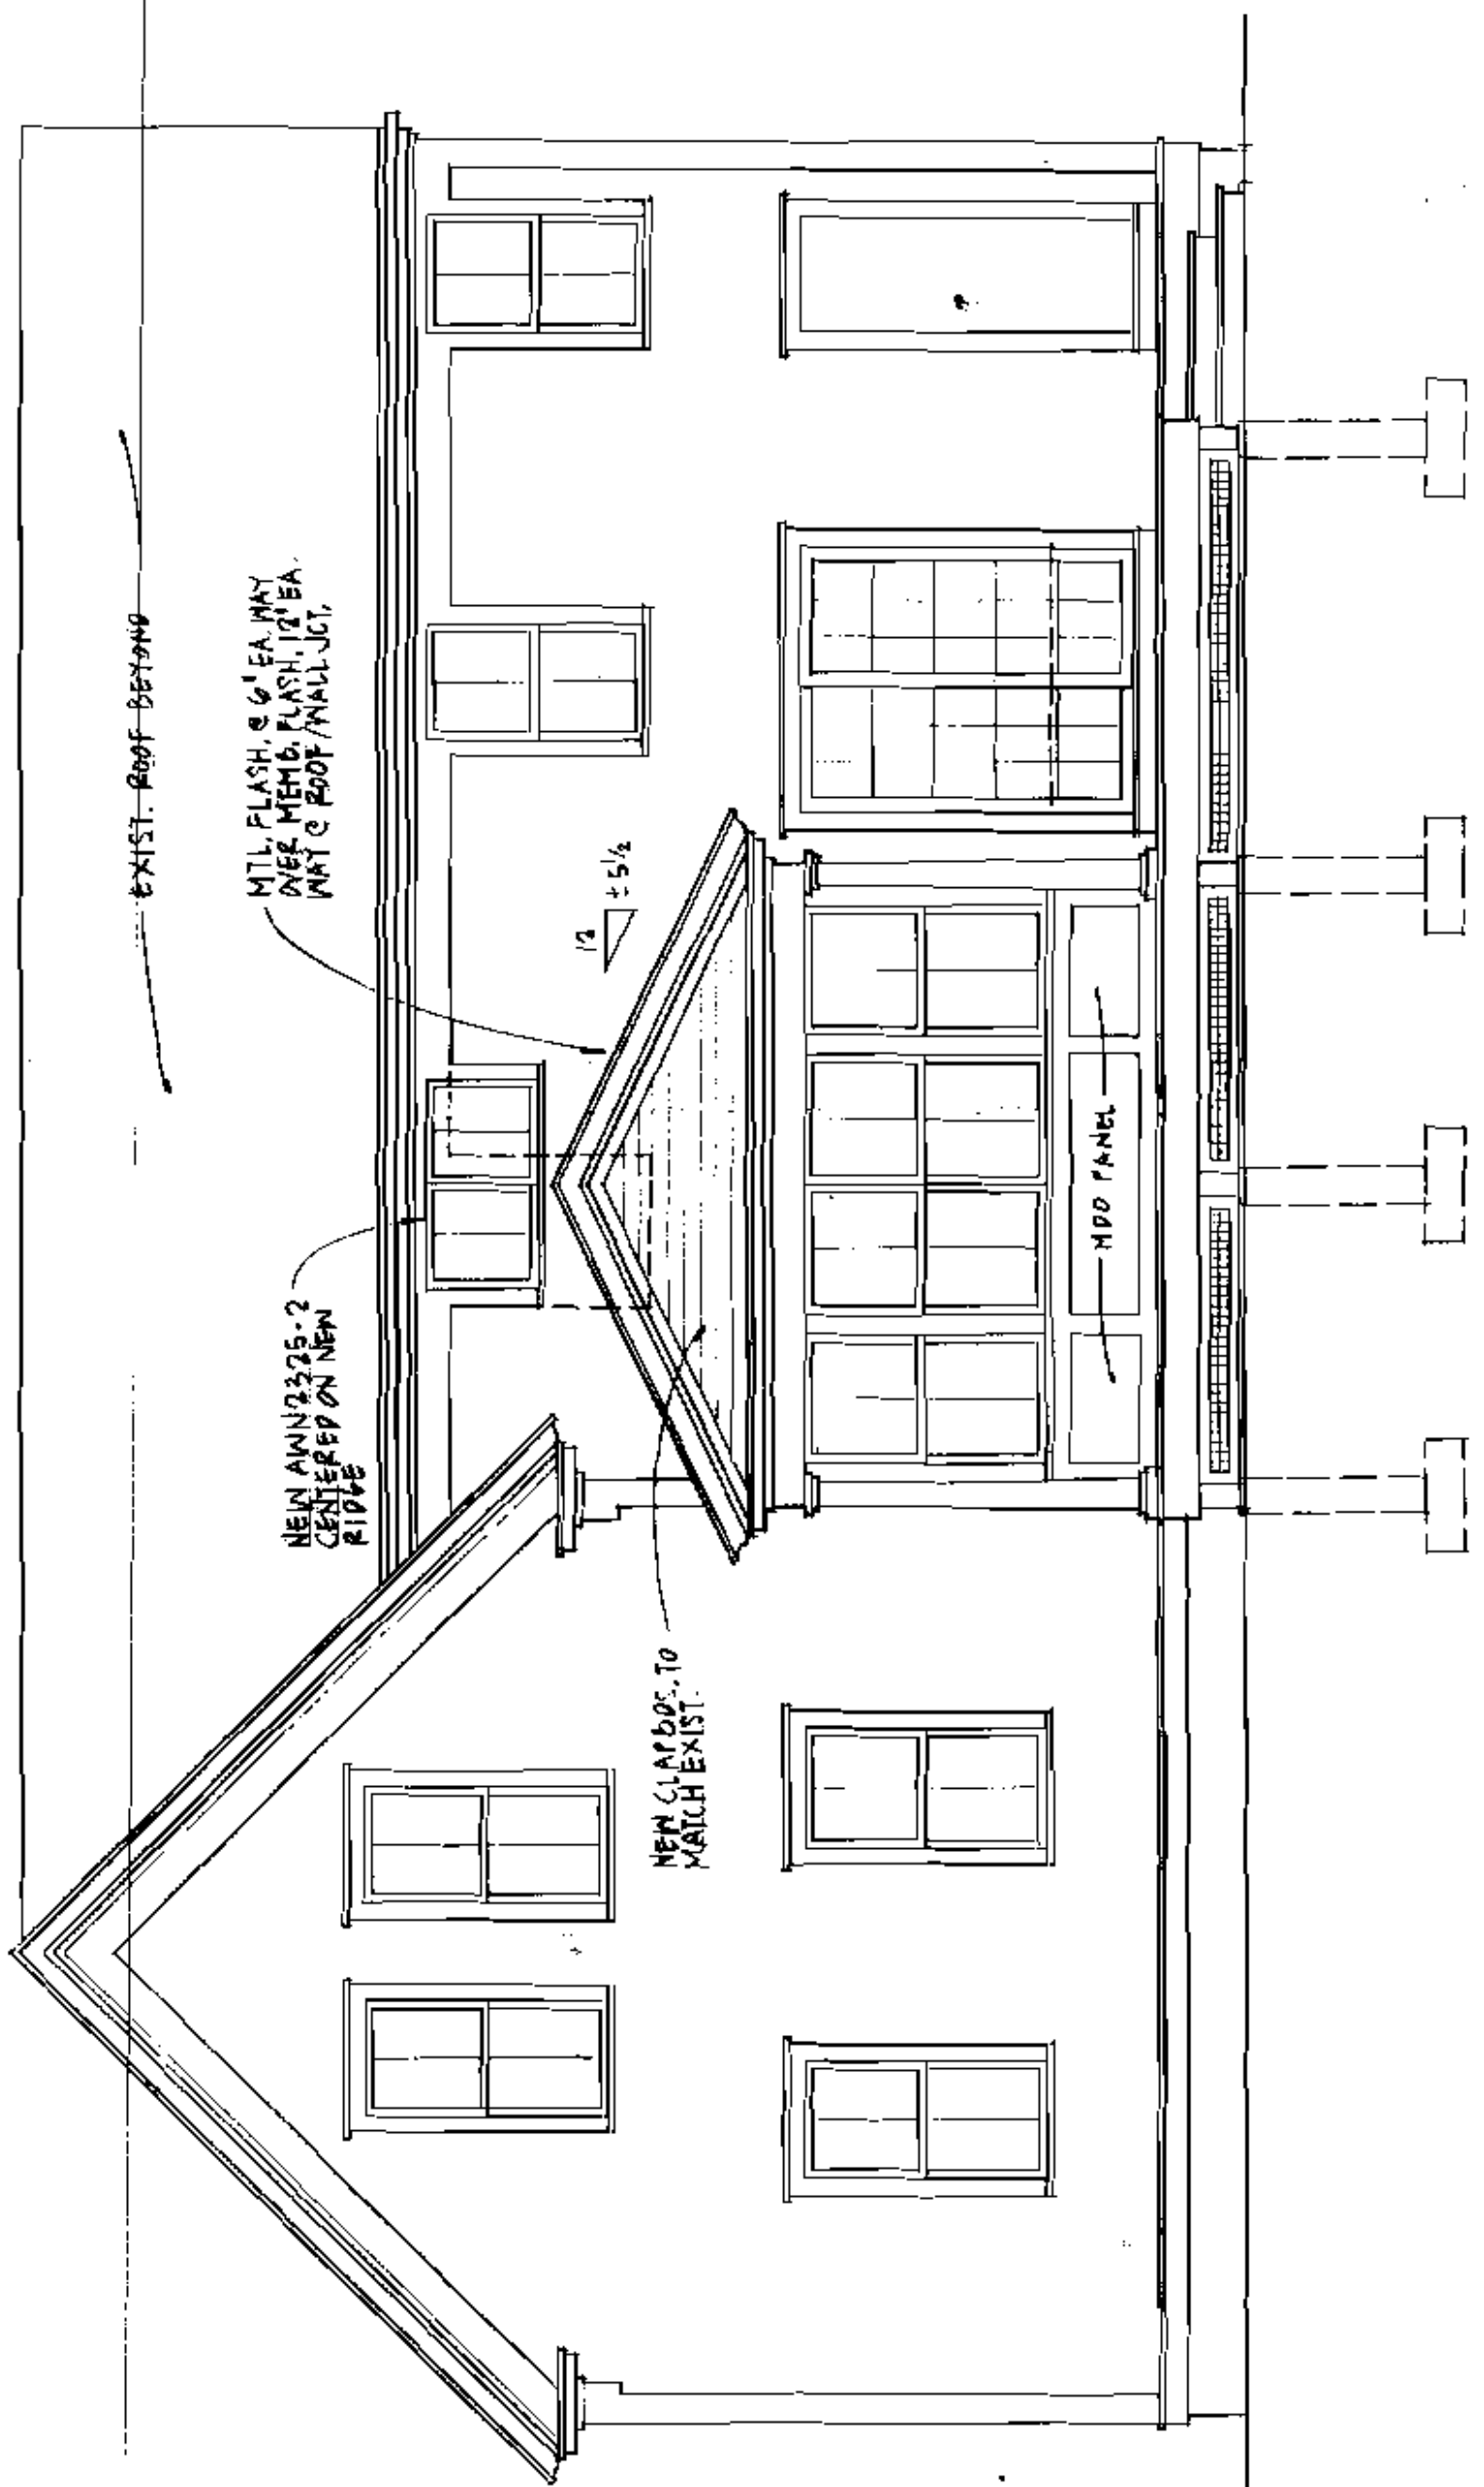 EXIST. ROOF BEYOND
MTL. FLASH. @ 6" EA. WAY
OVER MEMB. FLASH. 12" EA.
WAY @ ROOF/WALL JCT.
NEW AWN2325-2
CENTERED ON NEW
RIDGE
12
±5½
NEW CLAPBDS. TO
MATCH EXIST.
MDO PANEL